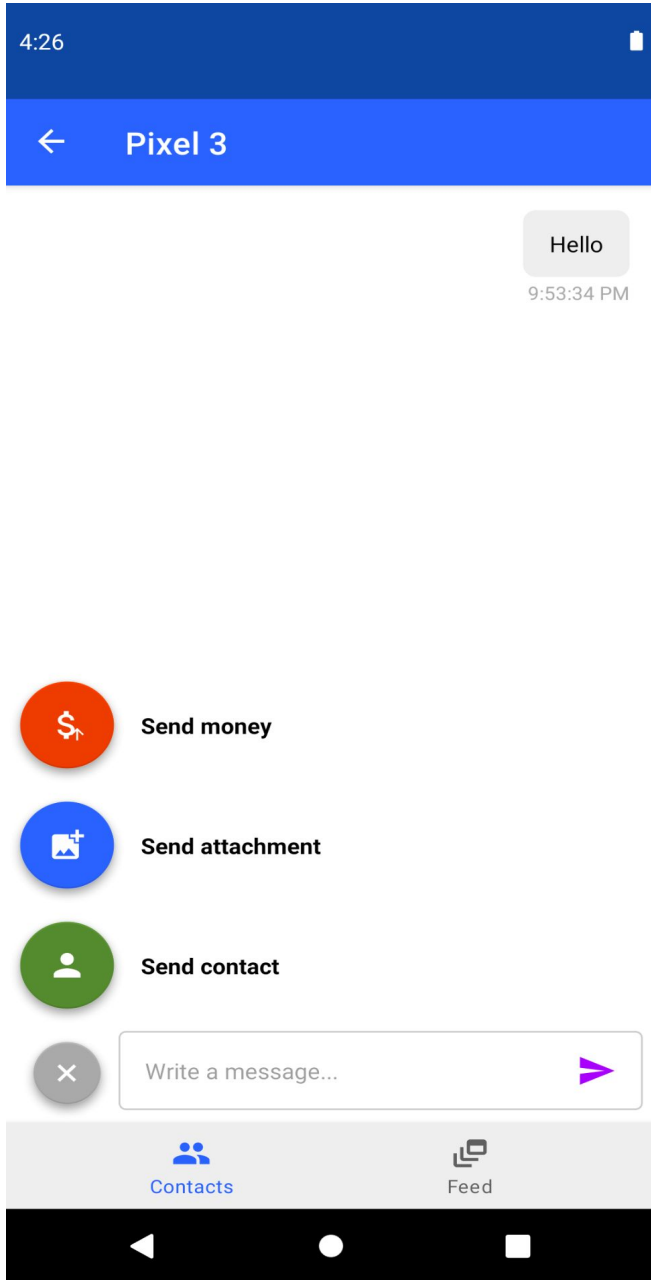 4:26
Pixel 3
Hello
9:53:34 PM
Send money
Send attachment
Send contact
Write a message...
Contacts
Feed